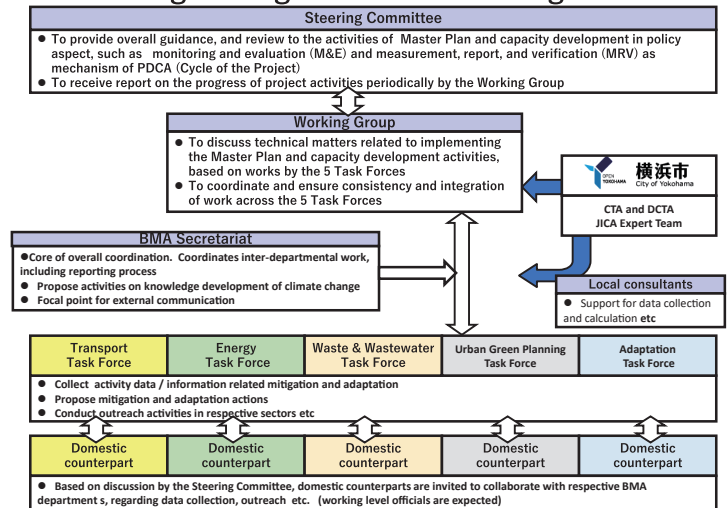 Steering Committee
● To provide overall guidance, and review to the activities of Master Plan and capacity development in policy
aspect, such as monitoring and evaluation (M&E) and measurement, report, and verification (MRV) as
mechanism of PDCA (Cycle of the Project)
● To receive report on the progress of project activities periodically by the Working Group
Working Group
● To discuss technical matters related to implementing
the Master Plan and capacity development activities,
based on works by the 5 Task Forces
● To coordinate and ensure consistency and integration
of work across the 5 Task Forces
OPEN
YOKOHAMA
横浜市
City of Yokohama
CTA and DCTA
JICA Expert Team
BMA Secretariat
●Core of overall coordination. Coordinates inter-departmental work,
including reporting process
● Propose activities on knowledge development of climate change
● Focal point for external communication
Local consultants
● Support for data collection
and calculation etc
Transport
Task Force
Energy
Task Force
Waste & Wastewater
Task Force
Urban Green Planning
Task Force
Adaptation
Task Force
● Collect activity data / information related mitigation and adaptation
● Propose mitigation and adaptation actions
● Conduct outreach activities in respective sectors etc
Domestic
counterpart
Domestic
counterpart
Domestic
counterpart
Domestic
counterpart
Domestic
counterpart
● Based on discussion by the Steering Committee, domestic counterparts are invited to collaborate with respective BMA
department s, regarding data collection, outreach etc. (working level officials are expected)